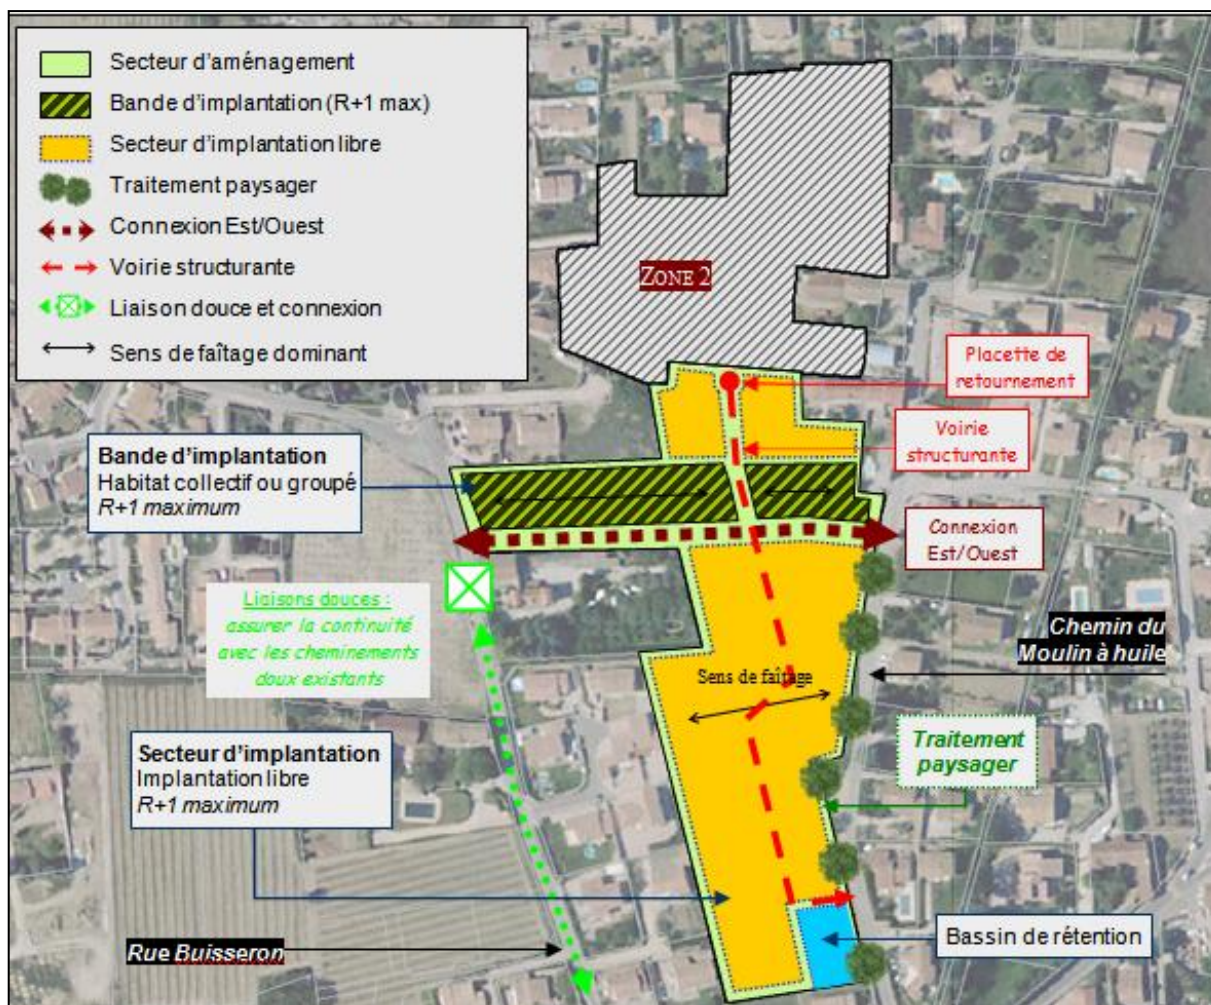 Secteur d'aménagement
Bande d'implantation (R+1 max)
Secteur d'implantation libre
Traitement paysager
Connexion Est/Ouest
Voirie structurante
Liaison douce et connexion
Sens de faîtage dominant
ZONE 2
Placette de
retournement
Voirie
structurante
Bande d'implantation
Habitat collectif ou groupé
R+1 maximum
Connexion
Est/Ouest
Liaisons douces :
assurer la continuité
avec les cheminements
doux existants
Chemin du
Moulin à huile
Sens de faîtage
Traitement
paysager
Secteur d'implantation
Implantation libre
R+1 maximum
Rue Buisseron
Bassin de rétention